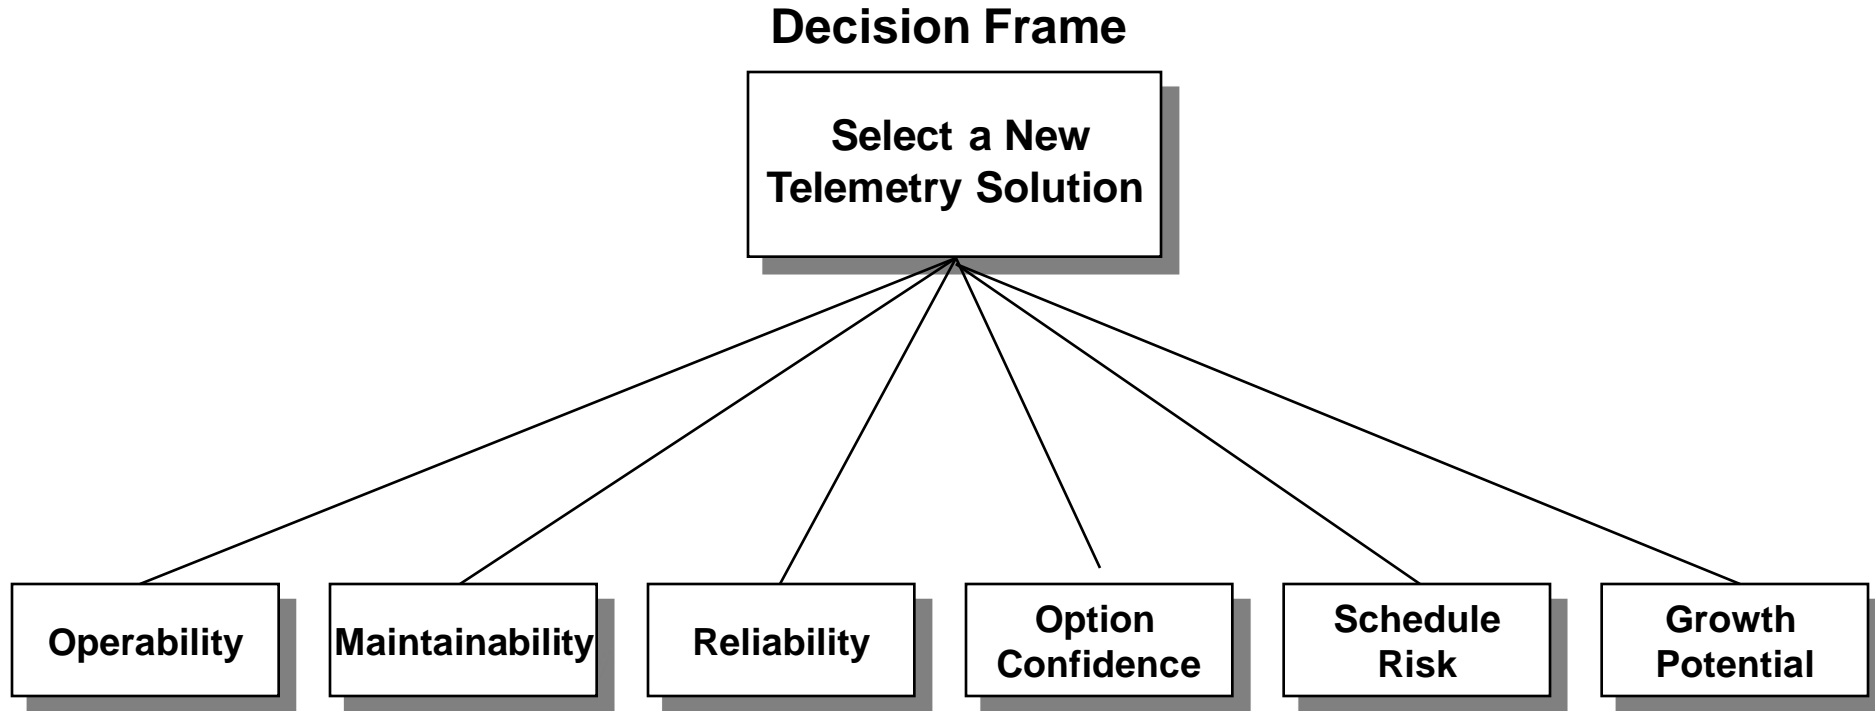 Decision Frame
Select a New
Telemetry Solution
Operability
Maintainability
Reliability
Option
Confidence
Schedule
Risk
Growth
Potential